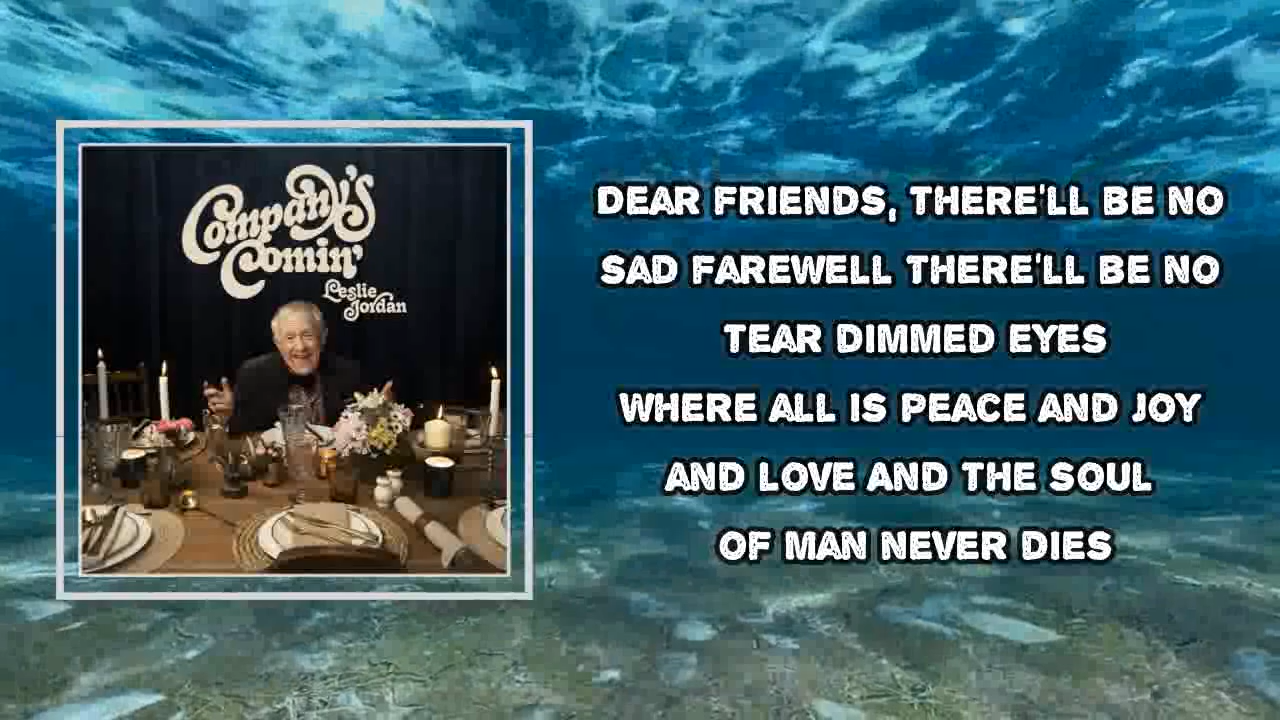 Company's
Comin'
Leslie
Jordan
DEAR FRIENDS, THERE'LL BE NO
SAD FAREWELL THERE'LL BE NO
TEAR DIMMED EYES
WHERE ALL IS PEACE AND JOY
AND LOVE AND THE SOUL
OF MAN NEVER DIES